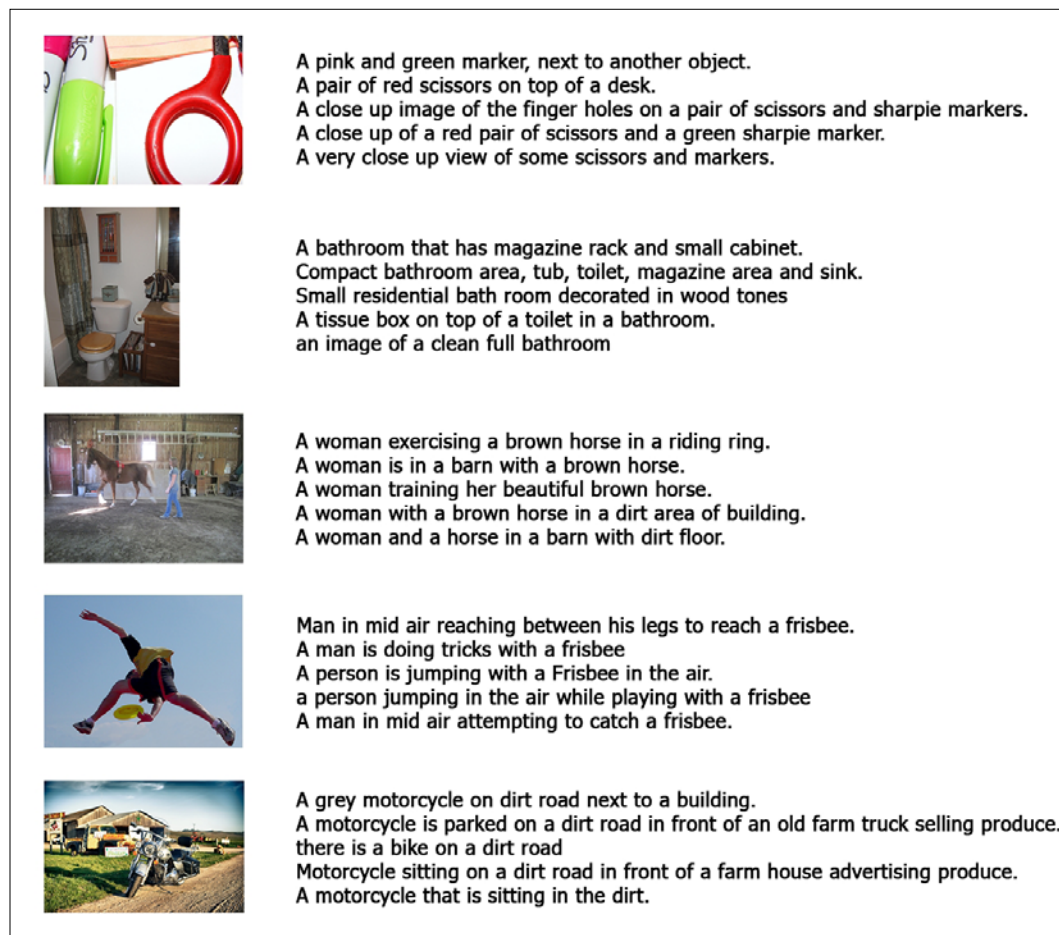 A pink and green marker, next to another object.
A pair of red scissors on top of a desk.
A close up image of the finger holes on a pair of scissors and sharpie markers.
A close up of a red pair of scissors and a green sharpie marker.
A very close up view of some scissors and markers.
A bathroom that has magazine rack and small cabinet.
Compact bathroom area, tub, toilet, magazine area and sink.
Small residential bath room decorated in wood tones
A tissue box on top of a toilet in a bathroom.
an image of a clean full bathroom
A woman exercising a brown horse in a riding ring.
A woman is in a barn with a brown horse.
A woman training her beautiful brown horse.
A woman with a brown horse in a dirt area of building.
A woman and a horse in a barn with dirt floor.
Man in mid air reaching between his legs to reach a frisbee.
A man is doing tricks with a frisbee
A person is jumping with a Frisbee in the air.
a person jumping in the air while playing with a frisbee
A man in mid air attempting to catch a frisbee.
A grey motorcycle on dirt road next to a building.
A motorcycle is parked on a dirt road in front of an old farm truck selling produce.
there is a bike on a dirt road
Motorcycle sitting on a dirt road in front of a farm house advertising produce.
A motorcycle that is sitting in the dirt.